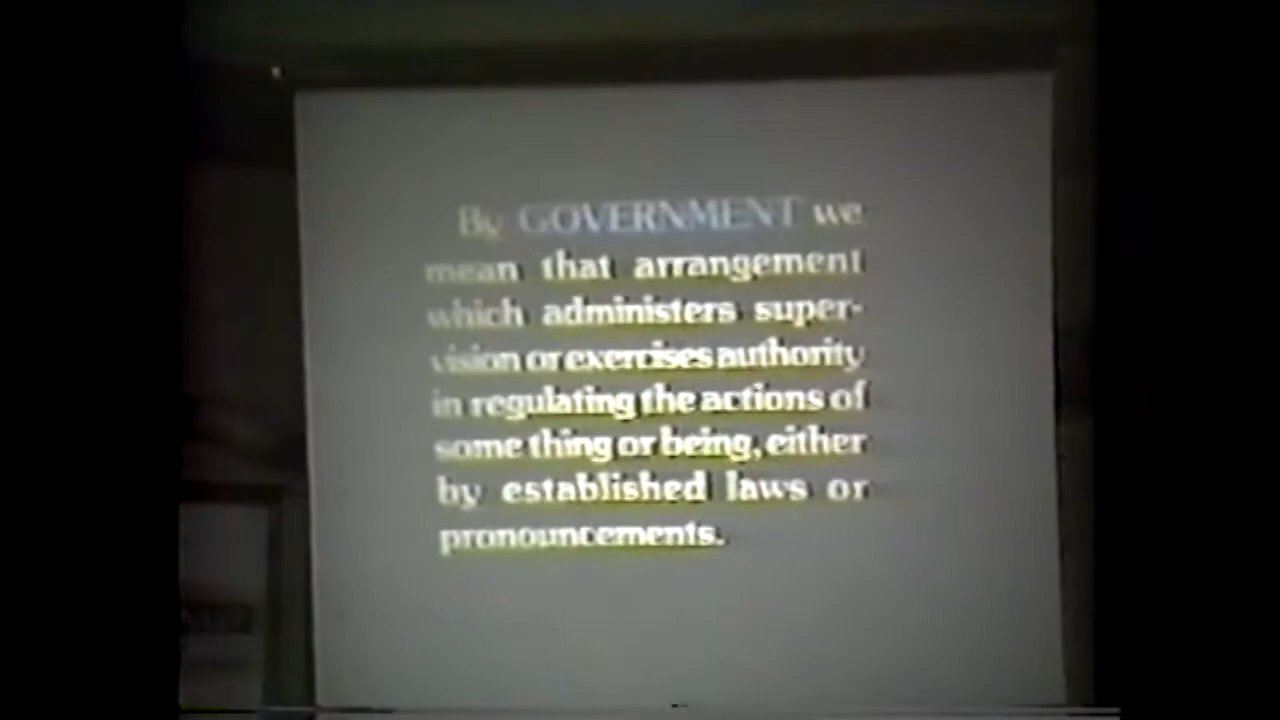 By GOVERNMENT we
mean that arrangement
which administers super-
vision or exercises authority
in regulating the actions of
some thing or being, either
by established laws or
pronouncements.